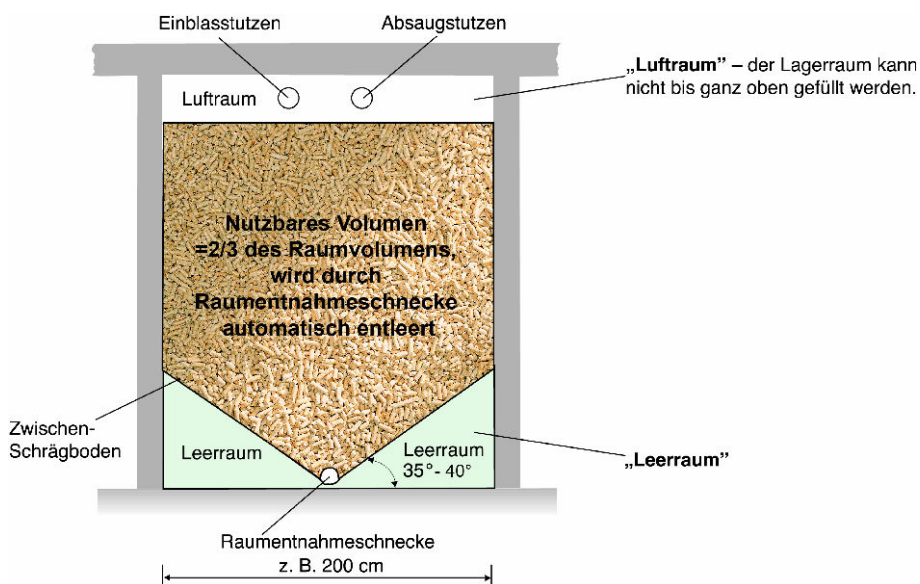 Einblasstutzen
Absaugstutzen
„Luftraum” – der Lagerraum kann
nicht bis ganz oben gefüllt werden.
Luftraum
Nutzbares Volumen
=2/3 des Raumvolumens,
wird durch
Raumentnahmeschnecke
automatisch entleert
Zwischen-
Schrägboden
Leerraum
Leerraum
35°- 40°
„Leerraum”
Raumentnahmeschnecke
z. B. 200 cm